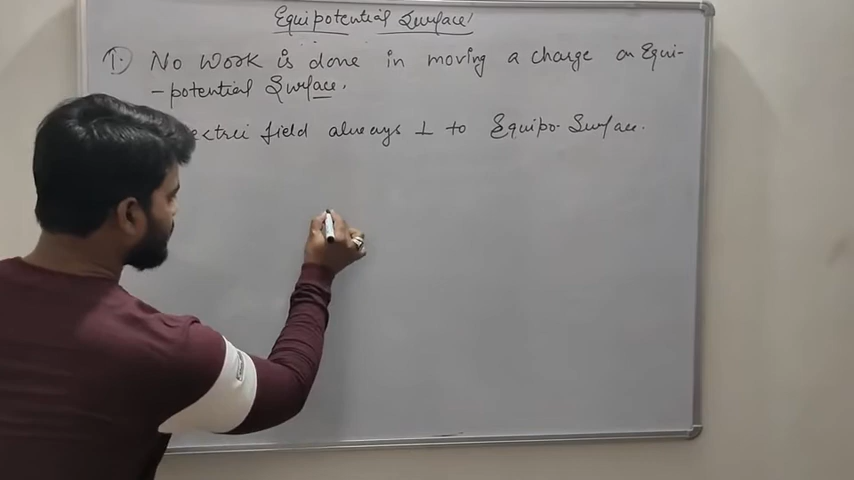 Equipotential Surface
1. No Work is done in moving a charge on Equi-
-potential Surface.
field always ⊥ to Equipo. Surface.